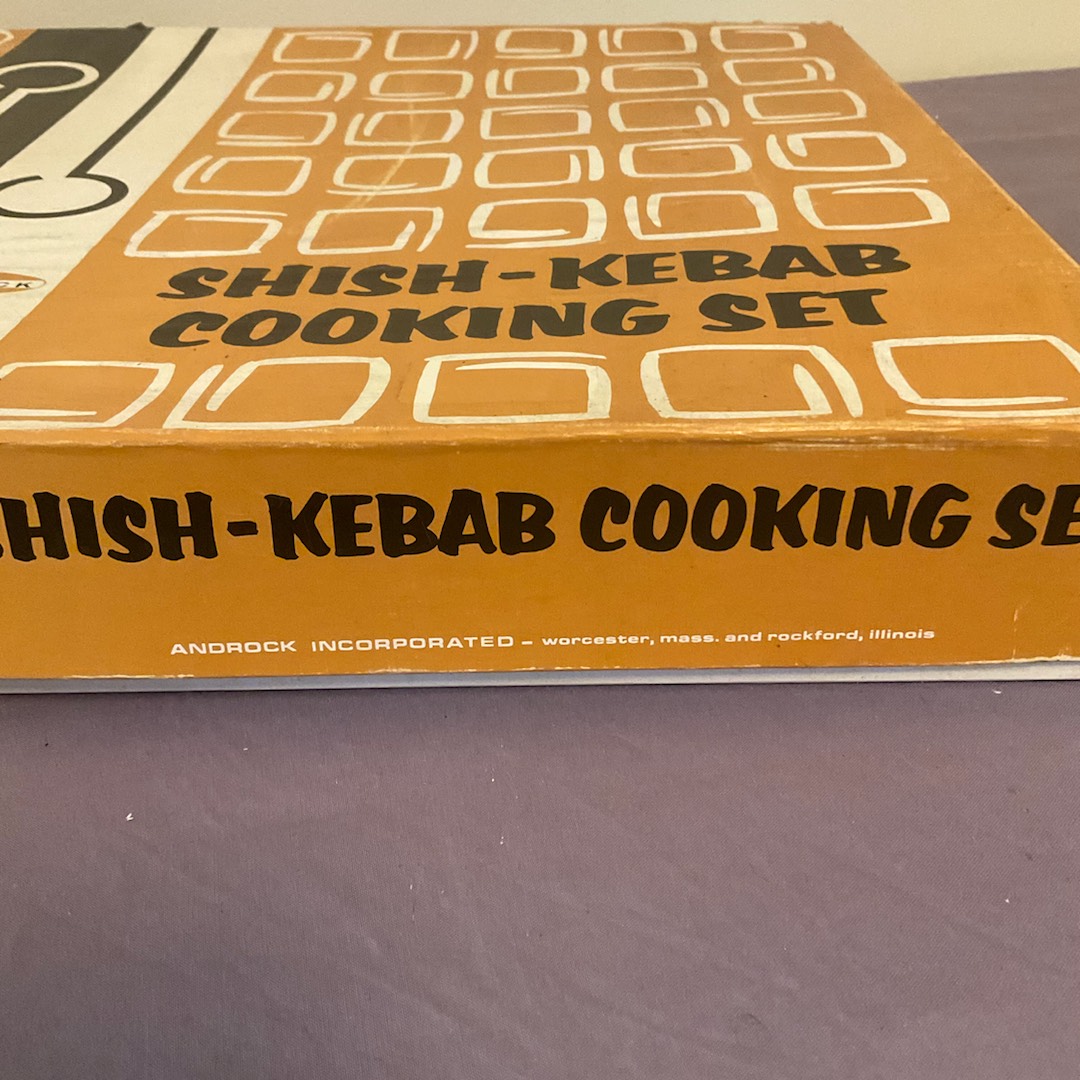 SHISH-KEBAB
COOKING SET
HISH-KEBAB COOKING SE
ANDROCK INCORPORATED - worcester, mass. and rockford, illinois